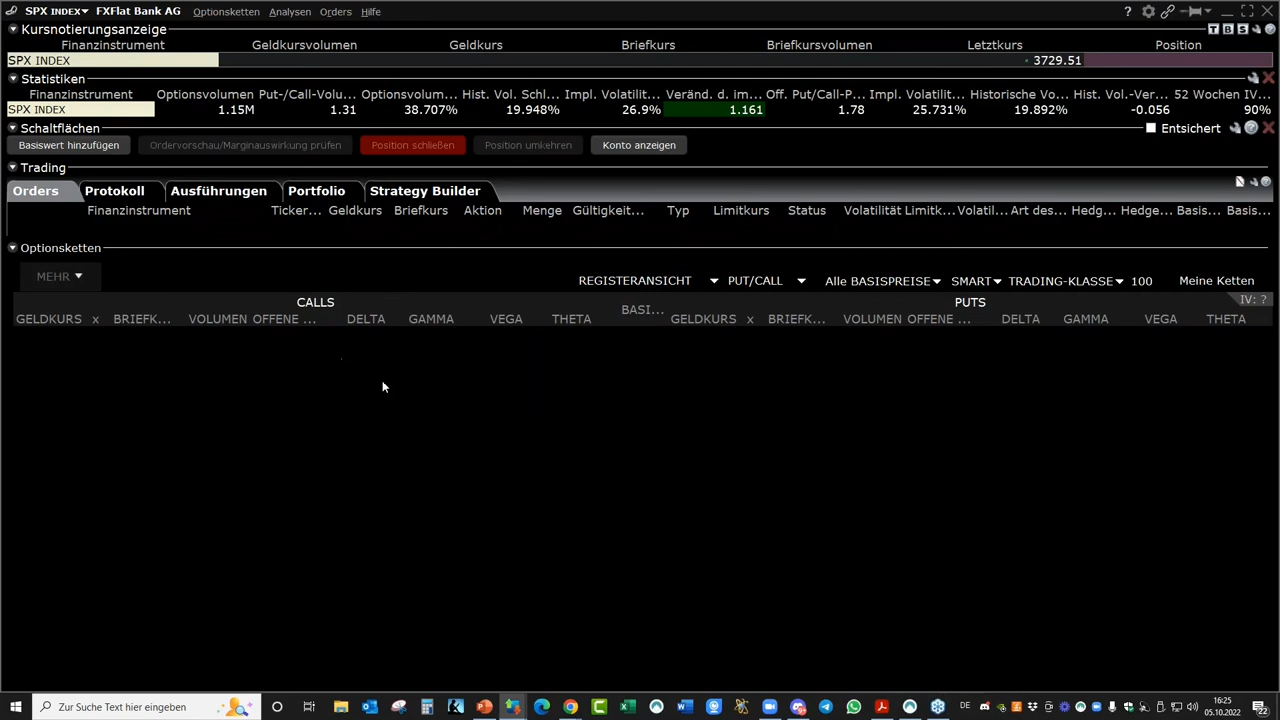 SPX INDEX FXFlat Bank AG Optionsketten Analysen Orders Hilfe ?
Kursnotierungsanzeige T B S
Finanzinstrument Geldkursvolumen Geldkurs Briefkurs Briefkursvolumen Letztkurs Position
SPX INDEX 3729.51
Statistiken
Finanzinstrument Optionsvolumen Put-/Call-Volu... Optionsvolum... Hist. Vol. Schl... Impl. Volatilit... Veränd. d. im... Off. Put/Call-P... Impl. Volatilit... Historische Vo... Hist. Vol.-Ver... 52 Wochen IV...
SPX INDEX 1.15M 1.31 38.707% 19.948% 26.9% 1.161 1.78 25.731% 19.892% -0.056 90%
Schaltflächen Entsichert
Basiswert hinzufügen Ordervorschau/Marginauswirkung prüfen Position schließen Position umkehren Konto anzeigen
Trading
Orders Protokoll Ausführungen Portfolio Strategy Builder
Finanzinstrument Ticker... Geldkurs Briefkurs Aktion Menge Gültigkeit... Typ Limitkurs Status Volatilität Limitk... Volatil... Art des... Hedg... Hedge... Basis... Basis...
Optionsketten
MEHR REGISTERANSICHT PUT/CALL Alle BASISPREISE SMART TRADING-KLASSE 100 Meine Ketten
CALLS BASI... PUTS IV: ?
GELDKURS x BRIEFK... VOLUMEN OFFENE ... DELTA GAMMA VEGA THETA GELDKURS x BRIEFK... VOLUMEN OFFENE ... DELTA GAMMA VEGA THETA
Zur Suche Text hier eingeben DE 16:25
05.10.2022 22